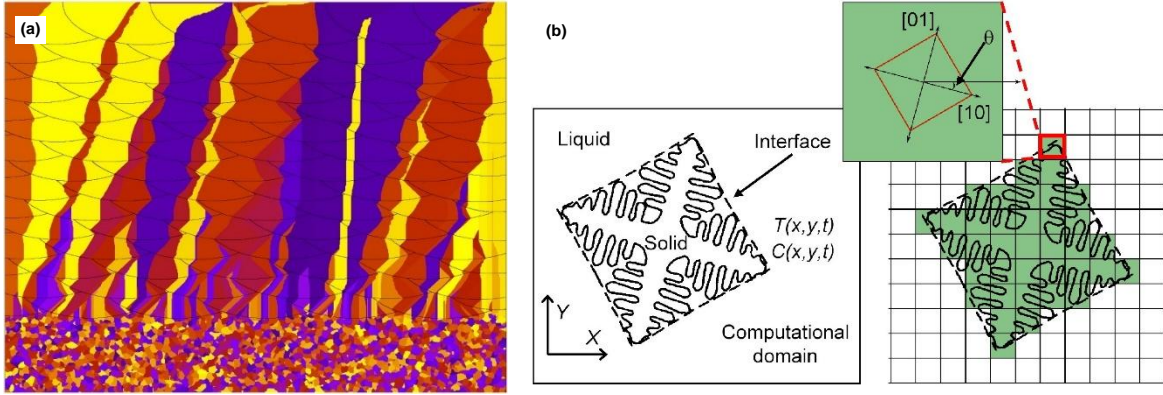 (a)
(b)
[01]
θ
[10]
Liquid
Interface
T(x,y,t)
C(x,y,t)
Solid
Y
X
Computational
domain